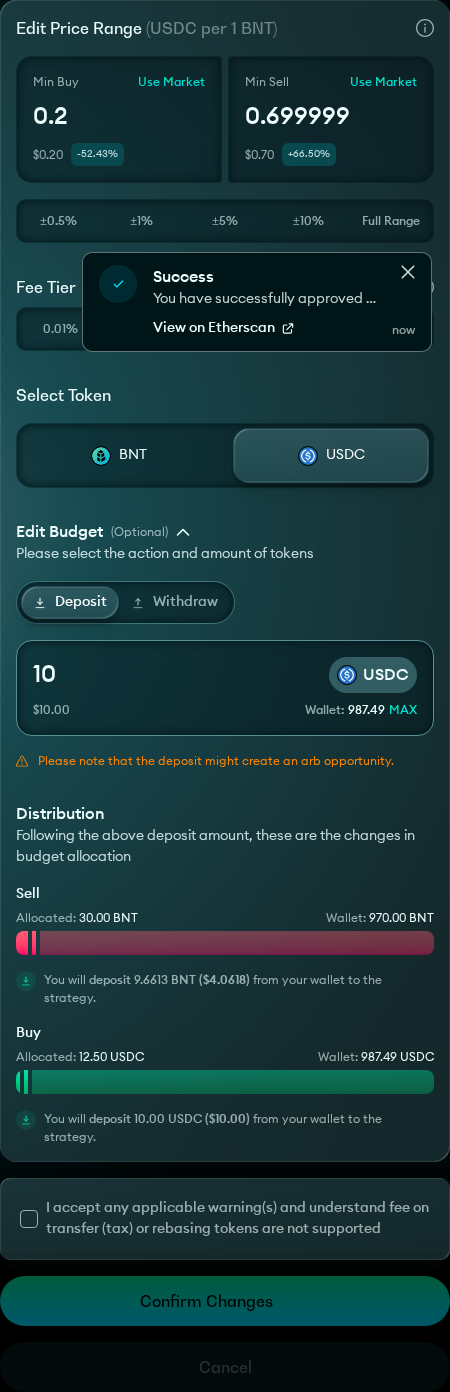 Edit Price Range (USDC per 1 BNT)
Min Buy Use Market
0.2
$0.20 -52.43%
Min Sell Use Market
0.699999
$0.70 +66.50%
±0.5% ±1% ±5% ±10% Full Range
Fee Tier
0.01%
Success
You have successfully approved ...
View on Etherscan
now
Select Token
BNT USDC
Edit Budget (Optional)
Please select the action and amount of tokens
Deposit Withdraw
10 USDC
$10.00 Wallet: 987.49 MAX
Please note that the deposit might create an arb opportunity.
Distribution
Following the above deposit amount, these are the changes in
budget allocation
Sell
Allocated: 30.00 BNT Wallet: 970.00 BNT
You will deposit 9.6613 BNT ($4.0618) from your wallet to the
strategy.
Buy
Allocated: 12.50 USDC Wallet: 987.49 USDC
You will deposit 10.00 USDC ($10.00) from your wallet to the
strategy.
I accept any applicable warning(s) and understand fee on
transfer (tax) or rebasing tokens are not supported
Confirm Changes
Cancel